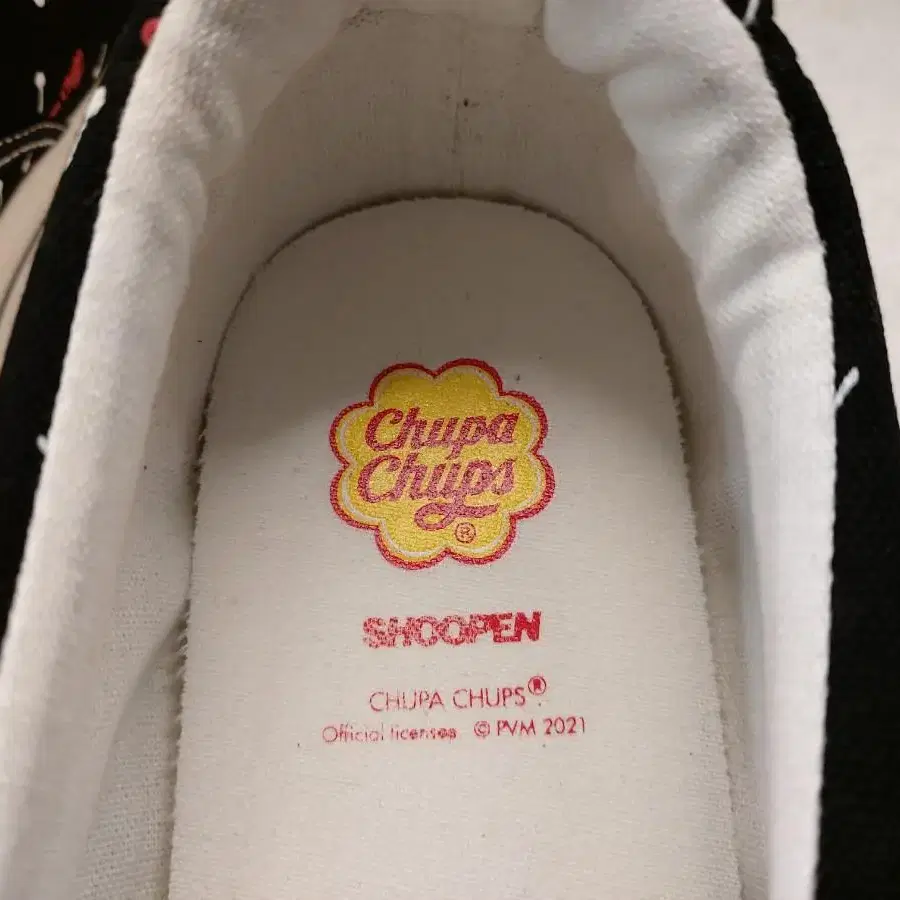 Chupa
Chups
®
SHOOPEN
CHUPA CHUPS®
Official licensee © PVM 2021